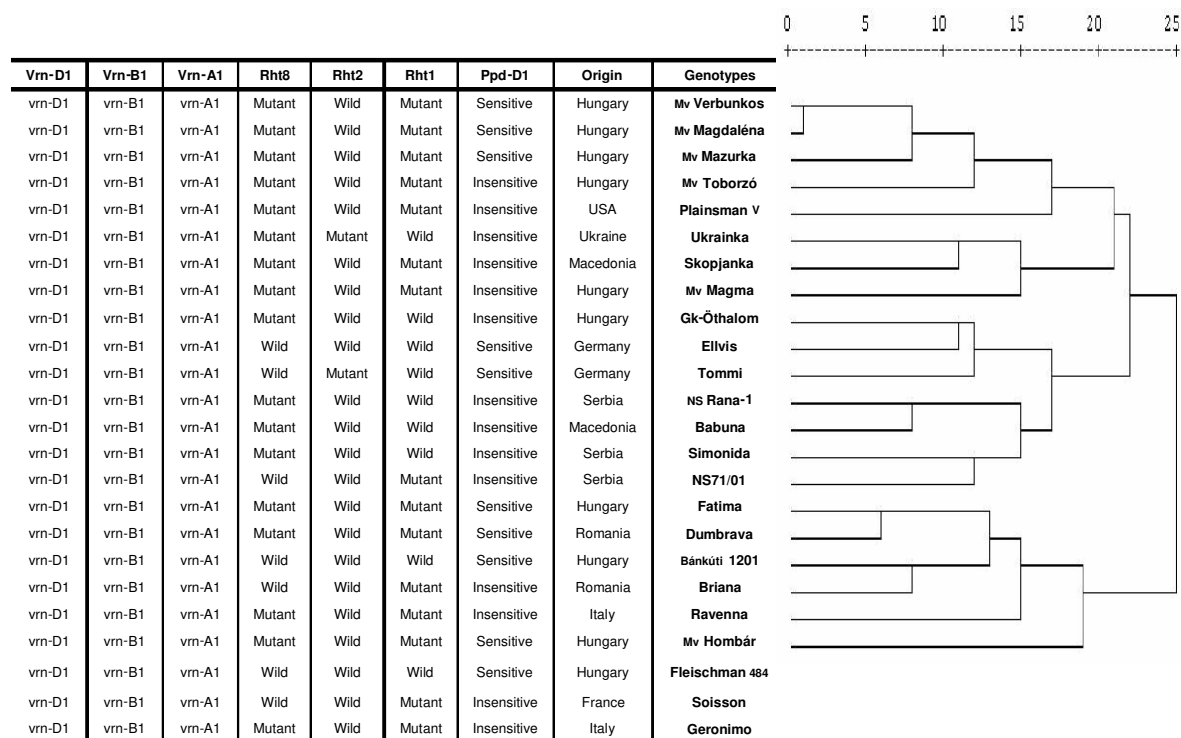 0 5 10 15 20 25
Vrn-D1 Vrn-B1 Vrn-A1 Rht8 Rht2 Rht1 Ppd-D1 Origin Genotypes
vrn-D1 vrn-B1 vrn-A1 Mutant Wild Mutant Sensitive Hungary Mv Verbunkos
vrn-D1 vrn-B1 vrn-A1 Mutant Wild Mutant Sensitive Hungary Mv Magdaléna
vrn-D1 vrn-B1 vrn-A1 Mutant Wild Mutant Sensitive Hungary Mv Mazurka
vrn-D1 vrn-B1 vrn-A1 Mutant Wild Mutant Insensitive Hungary Mv Toborzó
vrn-D1 vrn-B1 vrn-A1 Mutant Wild Mutant Insensitive USA Plainsman V
vrn-D1 vrn-B1 vrn-A1 Mutant Mutant Wild Insensitive Ukraine Ukrainka
vrn-D1 vrn-B1 vrn-A1 Mutant Wild Mutant Insensitive Macedonia Skopjanka
vrn-D1 vrn-B1 vrn-A1 Mutant Wild Mutant Insensitive Hungary Mv Magma
vrn-D1 vrn-B1 vrn-A1 Mutant Wild Wild Insensitive Hungary Gk-Öthalom
vrn-D1 vrn-B1 vrn-A1 Wild Wild Wild Sensitive Germany Ellvis
vrn-D1 vrn-B1 vrn-A1 Wild Mutant Wild Sensitive Germany Tommi
vrn-D1 vrn-B1 vrn-A1 Mutant Wild Wild Insensitive Serbia NS Rana-1
vrn-D1 vrn-B1 vrn-A1 Mutant Wild Wild Insensitive Macedonia Babuna
vrn-D1 vrn-B1 vrn-A1 Mutant Wild Wild Insensitive Serbia Simonida
vrn-D1 vrn-B1 vrn-A1 Wild Wild Mutant Insensitive Serbia NS71/01
vrn-D1 vrn-B1 vrn-A1 Mutant Wild Mutant Sensitive Hungary Fatima
vrn-D1 vrn-B1 vrn-A1 Mutant Wild Mutant Sensitive Romania Dumbrava
vrn-D1 vrn-B1 vrn-A1 Wild Wild Wild Sensitive Hungary Bánkúti 1201
vrn-D1 vrn-B1 vrn-A1 Wild Wild Mutant Insensitive Romania Briana
vrn-D1 vrn-B1 vrn-A1 Mutant Wild Mutant Insensitive Italy Ravenna
vrn-D1 vrn-B1 vrn-A1 Mutant Wild Mutant Sensitive Hungary Mv Hombár
vrn-D1 vrn-B1 vrn-A1 Wild Wild Wild Sensitive Hungary Fleischman 484
vrn-D1 vrn-B1 vrn-A1 Wild Wild Mutant Insensitive France Soisson
vrn-D1 vrn-B1 vrn-A1 Mutant Wild Mutant Insensitive Italy Geronimo